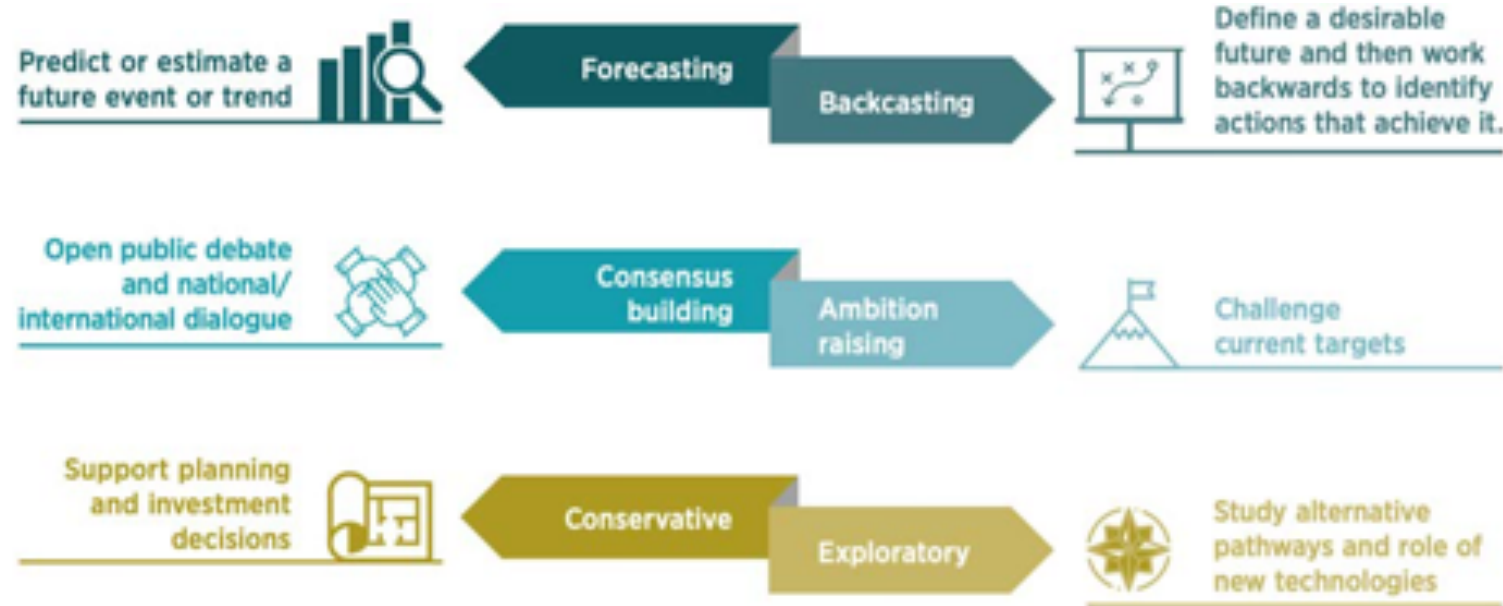 Predict or estimate a
future event or trend
Forecasting
Backcasting
Define a desirable
future and then work
backwards to identify
actions that achieve it.
Open public debate
and national/
international dialogue
Consensus
building
Ambition
raising
Challenge
current targets
Support planning
and investment
decisions
Conservative
Exploratory
Study alternative
pathways and role of
new technologies